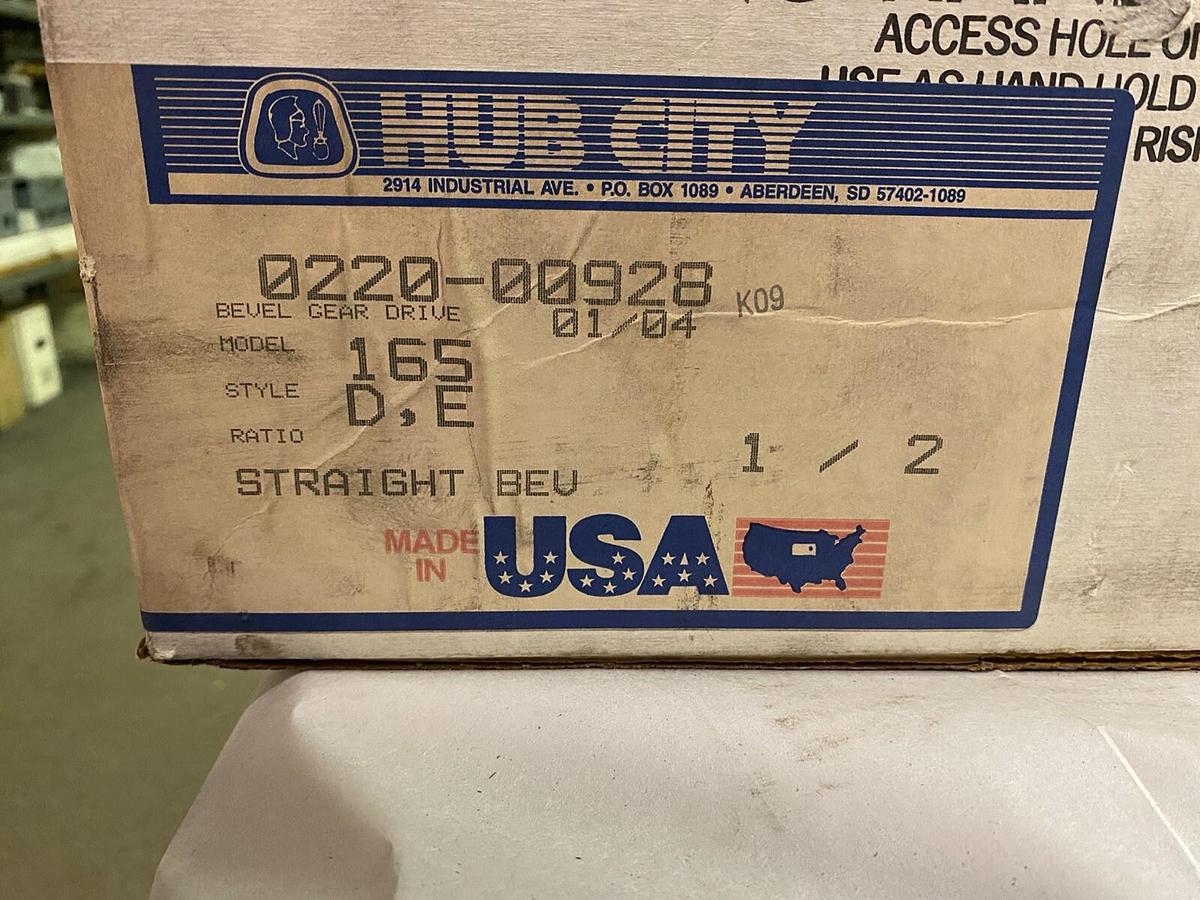 ACCESS HOLE
USE AS HAND HOLD
RISK
HUB CITY
2914 INDUSTRIAL AVE. • P.O. BOX 1089 • ABERDEEN, SD 57402-1089
0220-00928 K09
BEVEL GEAR DRIVE 01/04
MODEL 165
STYLE D,E
RATIO 1 / 2
STRAIGHT BEV
MADE IN USA